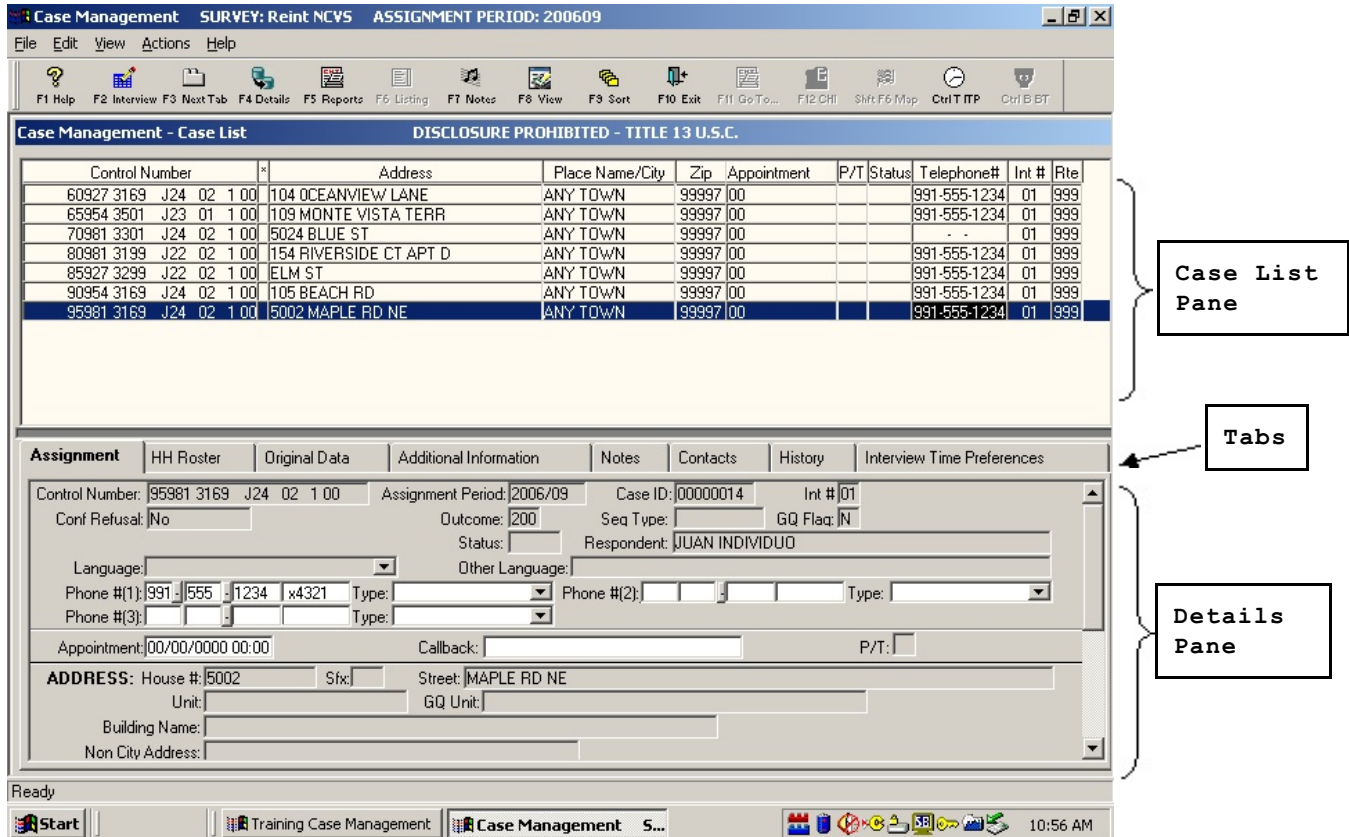 Case Management SURVEY: Reint NCVS ASSIGNMENT PERIOD: 200609
File Edit View Actions Help
F1 Help F2 Interview F3 Next Tab F4 Details F5 Reports F6 Listing F7 Notes F8 View F9 Sort F10 Exit F11 Go To... F12 CHI Shft F6 Map Ctrl T ITP Ctrl B BT
Case Management - Case List DISCLOSURE PROHIBITED - TITLE 13 U.S.C.
Control Number * Address Place Name/City Zip Appointment P/T Status Telephone# Int # Rte
60927 3169 J24 02 1 00 104 OCEANVIEW LANE ANY TOWN 99997 00 991-555-1234 01 999
65954 3501 J23 01 1 00 109 MONTE VISTA TERR ANY TOWN 99997 00 991-555-1234 01 999
70981 3301 J24 02 1 00 5024 BLUE ST ANY TOWN 99997 00 - - 01 999
80981 3199 J22 02 1 00 154 RIVERSIDE CT APT D ANY TOWN 99997 00 991-555-1234 01 999
85927 3299 J22 02 1 00 ELM ST ANY TOWN 99997 00 991-555-1234 01 999
90954 3169 J24 02 1 00 105 BEACH RD ANY TOWN 99997 00 991-555-1234 01 999
95981 3169 J24 02 1 00 5002 MAPLE RD NE ANY TOWN 99997 00 991-555-1234 01 999
Case List
Pane
Tabs
Assignment HH Roster Original Data Additional Information Notes Contacts History Interview Time Preferences
Control Number: 95981 3169 J24 02 1 00 Assignment Period: 2006/09 Case ID: 00000014 Int # 01
Conf Refusal: No Outcome: 200 Seq Type: GQ Flag: N
Status: Respondent: JUAN INDIVIDUO
Language: Other Language:
Phone #(1): 991 - 555 - 1234 x4321 Type: Phone #(2): - Type:
Phone #(3): - Type:
Appointment: 00/00/0000 00:00 Callback: P/T:
ADDRESS: House #: 5002 Sfx: Street: MAPLE RD NE
Unit: GQ Unit:
Building Name:
Non City Address:
Details
Pane
Ready
Start Training Case Management Case Management S... SB 10:56 AM